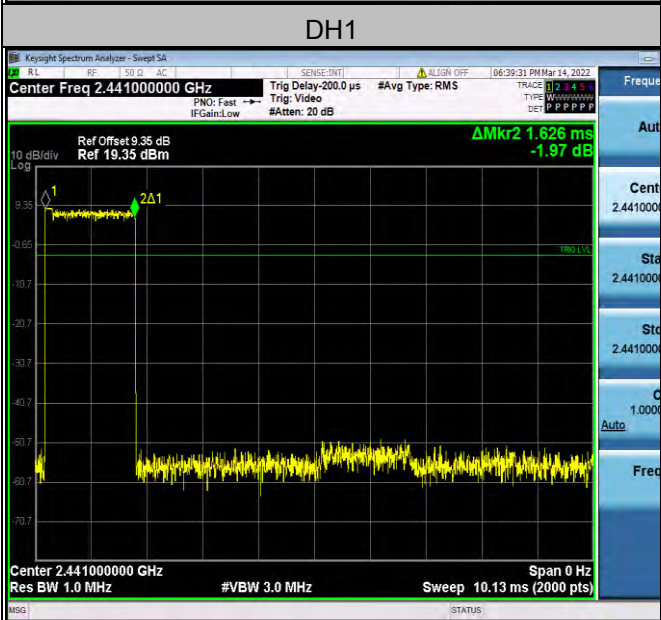 DH1
Keysight Spectrum Analyzer - Swept SA
RL RF 50 Ω AC SENSE:INT ALIGN OFF 06:39:31 PM Mar 14, 2022
Center Freq 2.441000000 GHz
PNO: Fast
IFGain:Low
Trig Delay-200.0 µs
Trig: Video
#Atten: 20 dB
#Avg Type: RMS
TRACE 1 2 3 4 5 6
TYPE WWWWWW
DET P P P P P P
Ref Offset 9.35 dB
10 dB/div Ref 19.35 dBm
Log
ΔMkr2 1.626 ms
-1.97 dB
1
2Δ1
TRIG LVL
9.35
-0.65
-10.7
-20.7
-30.7
-40.7
-50.7
-60.7
-70.7
Center 2.441000000 GHz
Span 0 Hz
Res BW 1.0 MHz
#VBW 3.0 MHz
Sweep 10.13 ms (2000 pts)
MSG
STATUS
Freque
Aut
Cent
2.4410000
Sta
2.4410000
Sto
2.4410000
C
1.0000
Auto
Freq